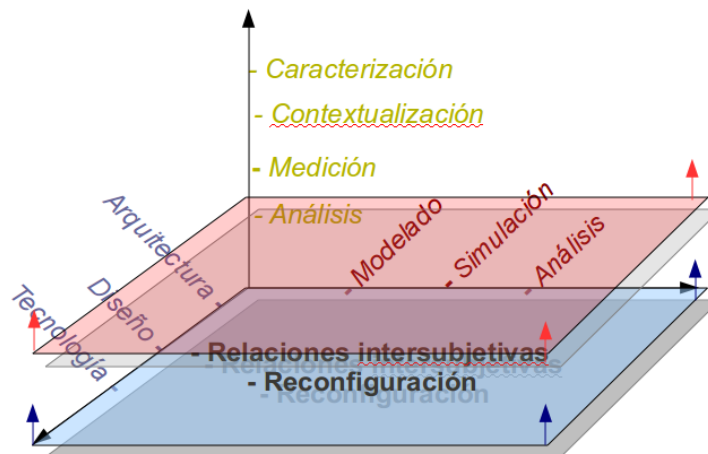 - Caracterización
- Contextualización
- Medición
- Análisis
Arquitectura -
Diseño -
Tecnología -
- Modelado
- Simulación
- Análisis
- Relaciones intersubjetivas
- Reconfiguración